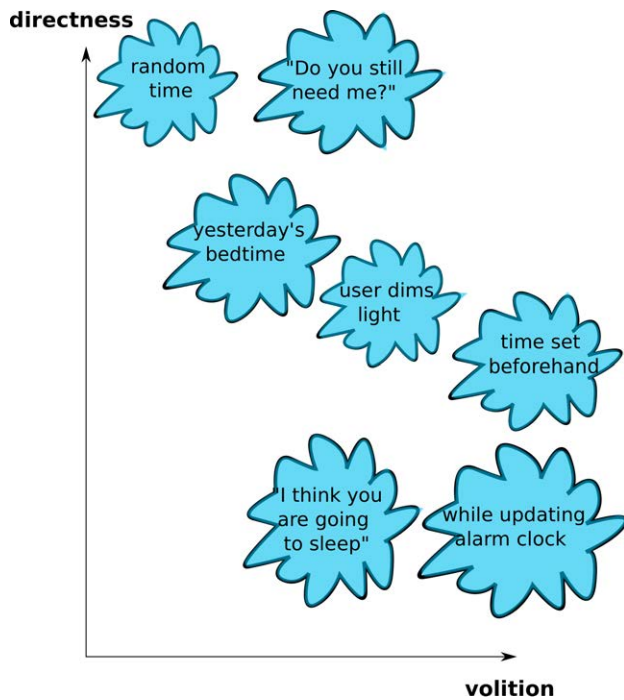 directness
random
time
"Do you still
need me?"
yesterday's
bedtime
user dims
light
time set
beforehand
"I think you
are going
to sleep"
while updating
alarm clock
volition